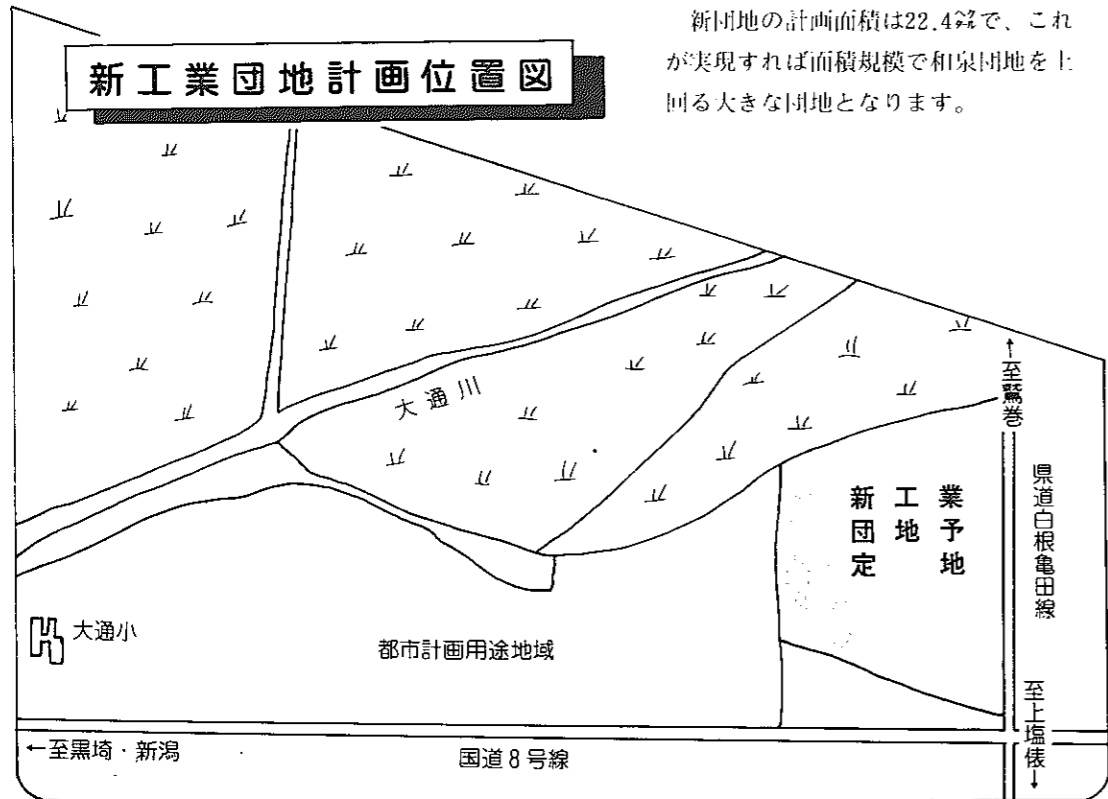 新工業団地計画位置図
新団地の計画面積は22.4㌶で、これ
が実現すれば面積規模で和泉団地を上
回る大きな団地となります。
大通川
新工業
団地予
定地
県道白根亀田線
↑至鷲巻
大通小
都市計画用途地域
至上塩俵↓
←至黒埼・新潟
国道8号線